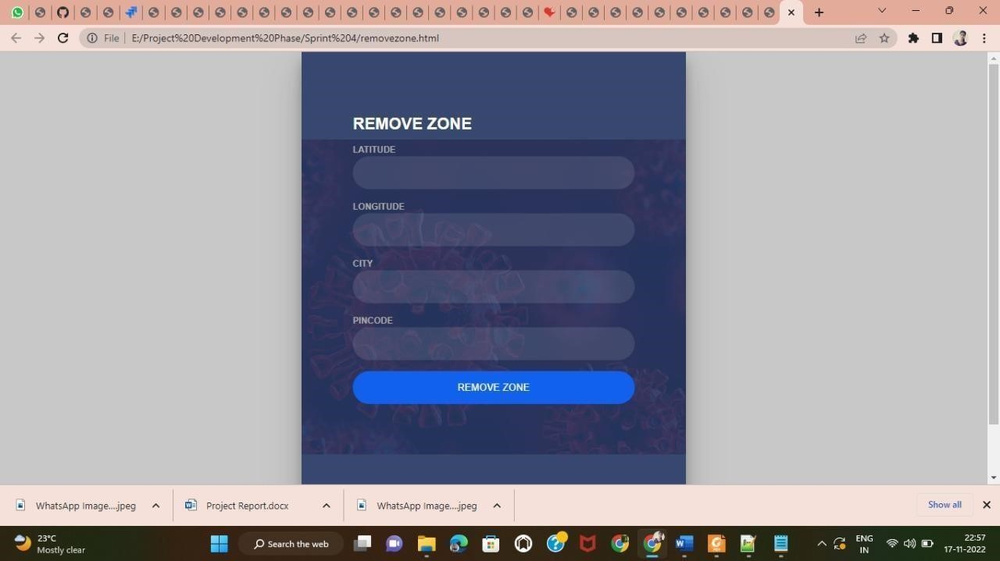 File
E:/Project%20Development%20Phase/Sprint%204/removezone.html
REMOVE ZONE
LATITUDE
LONGITUDE
CITY
PINCODE
REMOVE ZONE
WhatsApp Image....jpeg
Project Report.docx
WhatsApp Image....jpeg
Show all
23°C
Mostly clear
Search the web
ENG
IN
22:57
17-11-2022